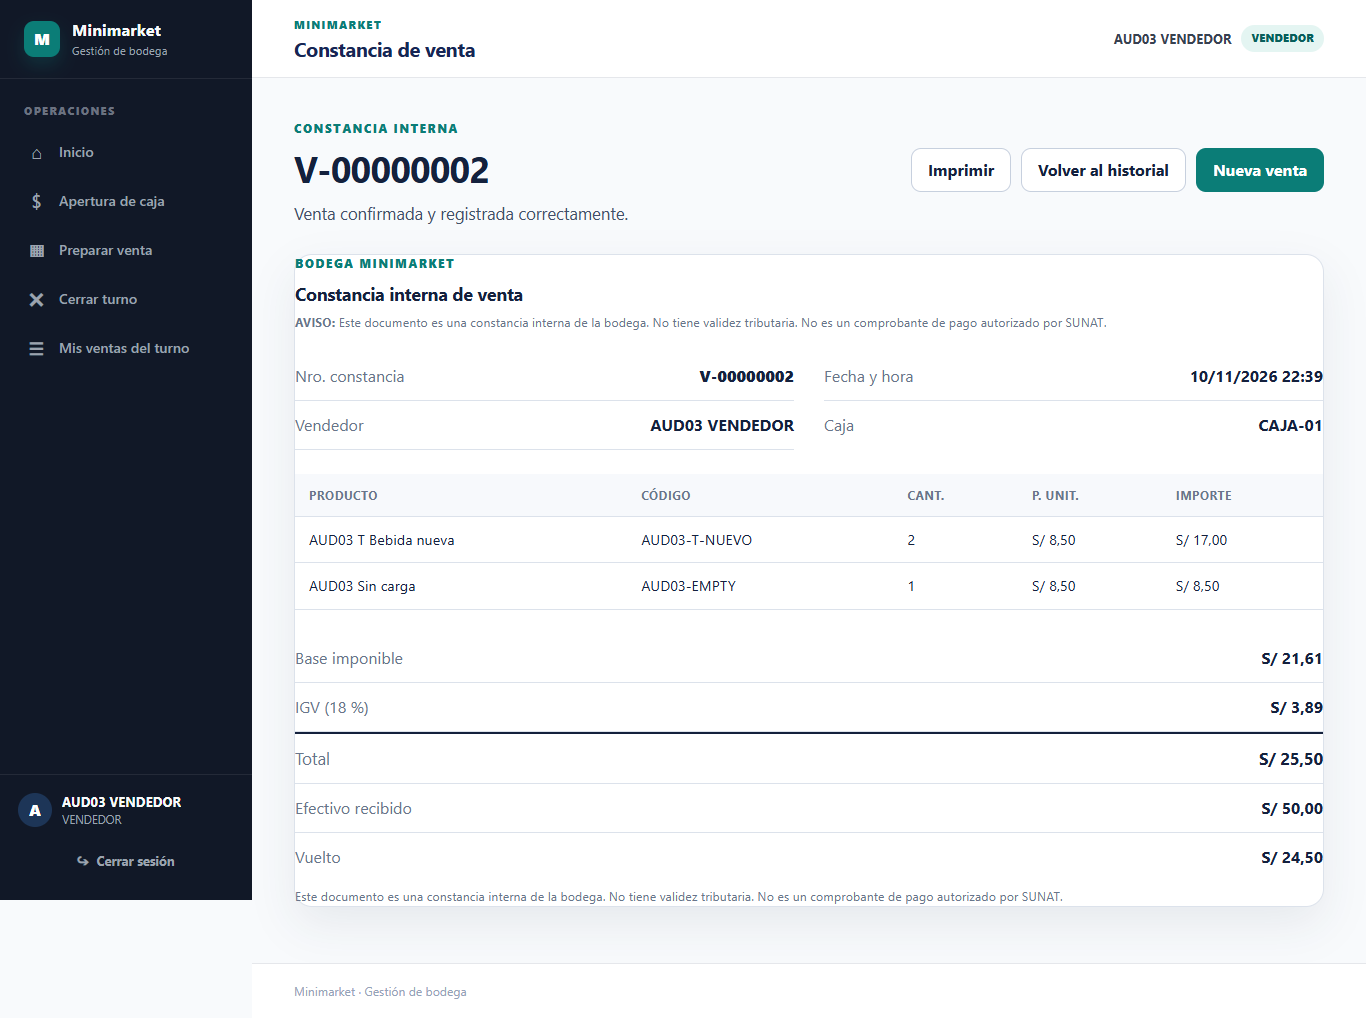 M
Minimarket
Gestión de bodega
OPERACIONES
Inicio
$ Apertura de caja
Preparar venta
Cerrar turno
Mis ventas del turno
A
AUD03 VENDEDOR
VENDEDOR
Cerrar sesión
MINIMARKET
Constancia de venta
AUD03 VENDEDOR VENDEDOR
CONSTANCIA INTERNA
V-00000002
Imprimir Volver al historial Nueva venta
Venta confirmada y registrada correctamente.
BODEGA MINIMARKET
Constancia interna de venta
AVISO: Este documento es una constancia interna de la bodega. No tiene validez tributaria. No es un comprobante de pago autorizado por SUNAT.
Nro. constancia V-00000002 Fecha y hora 10/11/2026 22:39
Vendedor AUD03 VENDEDOR Caja CAJA-01
PRODUCTO CÓDIGO CANT. P. UNIT. IMPORTE
AUD03 T Bebida nueva AUD03-T-NUEVO 2 S/ 8,50 S/ 17,00
AUD03 Sin carga AUD03-EMPTY 1 S/ 8,50 S/ 8,50
Base imponible S/ 21,61
IGV (18 %) S/ 3,89
Total S/ 25,50
Efectivo recibido S/ 50,00
Vuelto S/ 24,50
Este documento es una constancia interna de la bodega. No tiene validez tributaria. No es un comprobante de pago autorizado por SUNAT.
Minimarket · Gestión de bodega